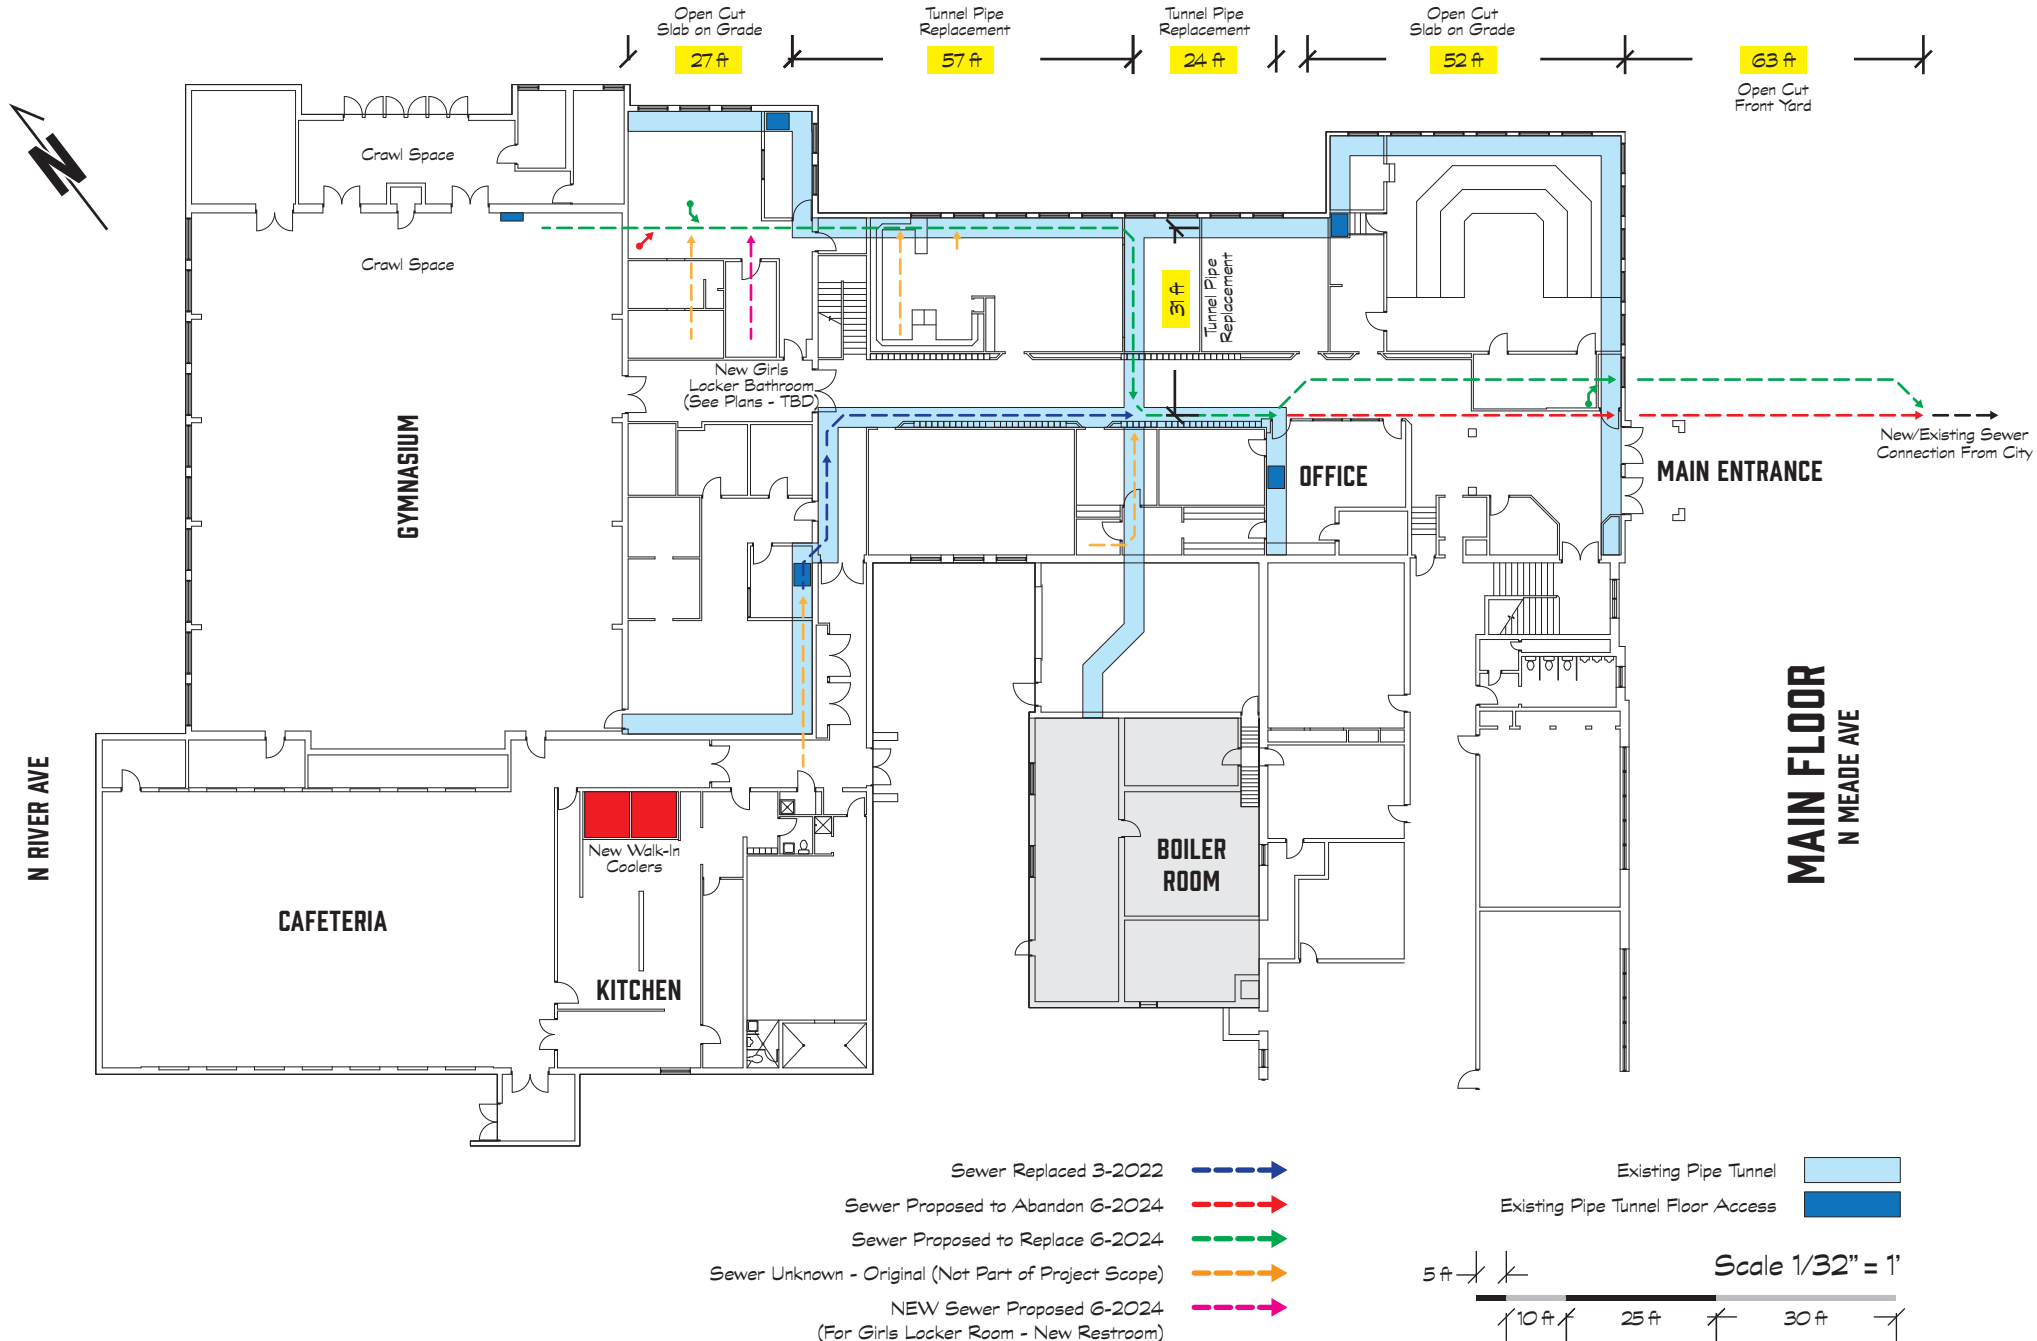 Open Cut
Slab on Grade
27 ft
Tunnel Pipe
Replacement
57 ft
Tunnel Pipe
Replacement
24 ft
Open Cut
Slab on Grade
52 ft
63 ft
Open Cut
Front Yard
N
Crawl Space
Crawl Space
31 ft
Tunnel Pipe
Replacement
New Girls
Locker Bathroom
(See Plans - TBD)
GYMNASIUM
OFFICE
MAIN ENTRANCE
New/Existing Sewer
Connection From City
N RIVER AVE
MAIN FLOOR
N MEADE AVE
New Walk-In
Coolers
CAFETERIA
KITCHEN
BOILER
ROOM
Sewer Replaced 3-2022
Sewer Proposed to Abandon 6-2024
Sewer Proposed to Replace 6-2024
Sewer Unknown - Original (Not Part of Project Scope)
NEW Sewer Proposed 6-2024
(For Girls Locker Room - New Restroom)
Existing Pipe Tunnel
Existing Pipe Tunnel Floor Access
Scale 1/32" = 1'
5 ft
10 ft
25 ft
30 ft